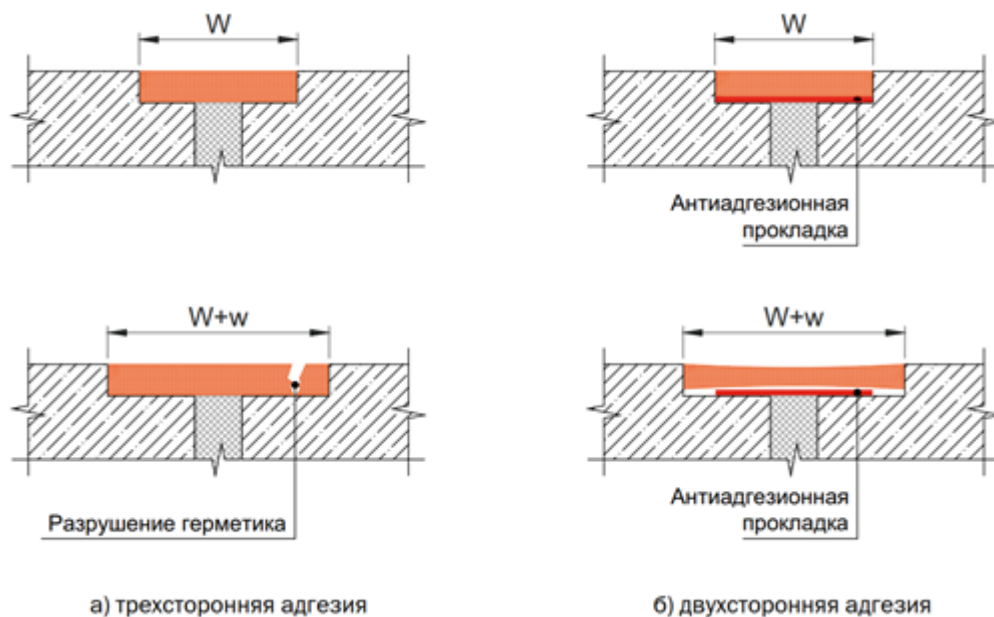 W
W
Антиадгезионная
прокладка
W+w
W+w
Разрушение герметика
Антиадгезионная
прокладка
а) трехсторонняя адгезия
б) двухсторонняя адгезия